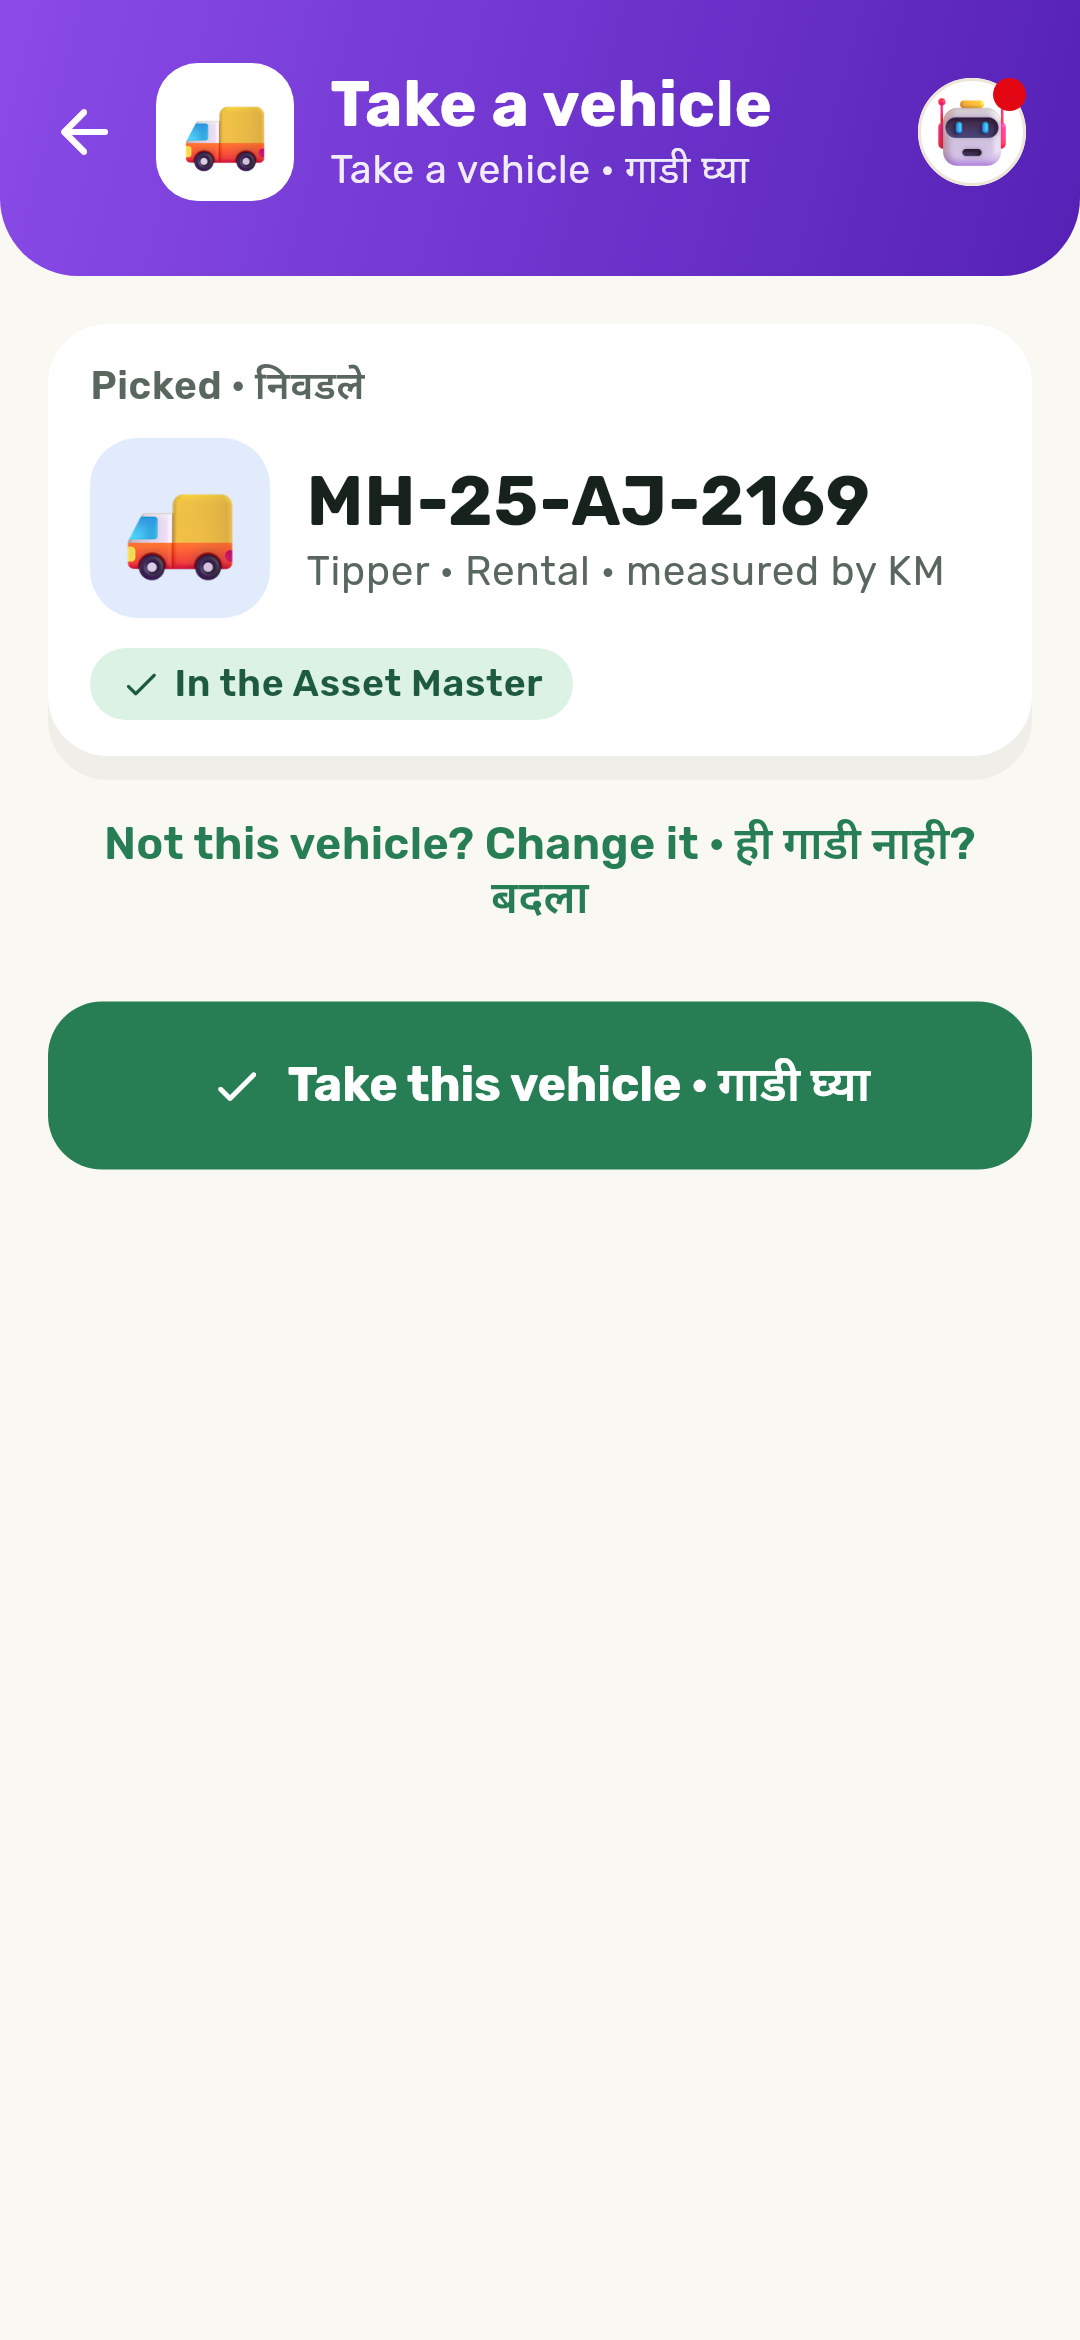 Take a vehicle
Take a vehicle • गाडी घ्या
Picked • निवडले
MH-25-AJ-2169
Tipper • Rental • measured by KM
In the Asset Master
Not this vehicle? Change it • ही गाडी नाही?
बदला
Take this vehicle • गाडी घ्या